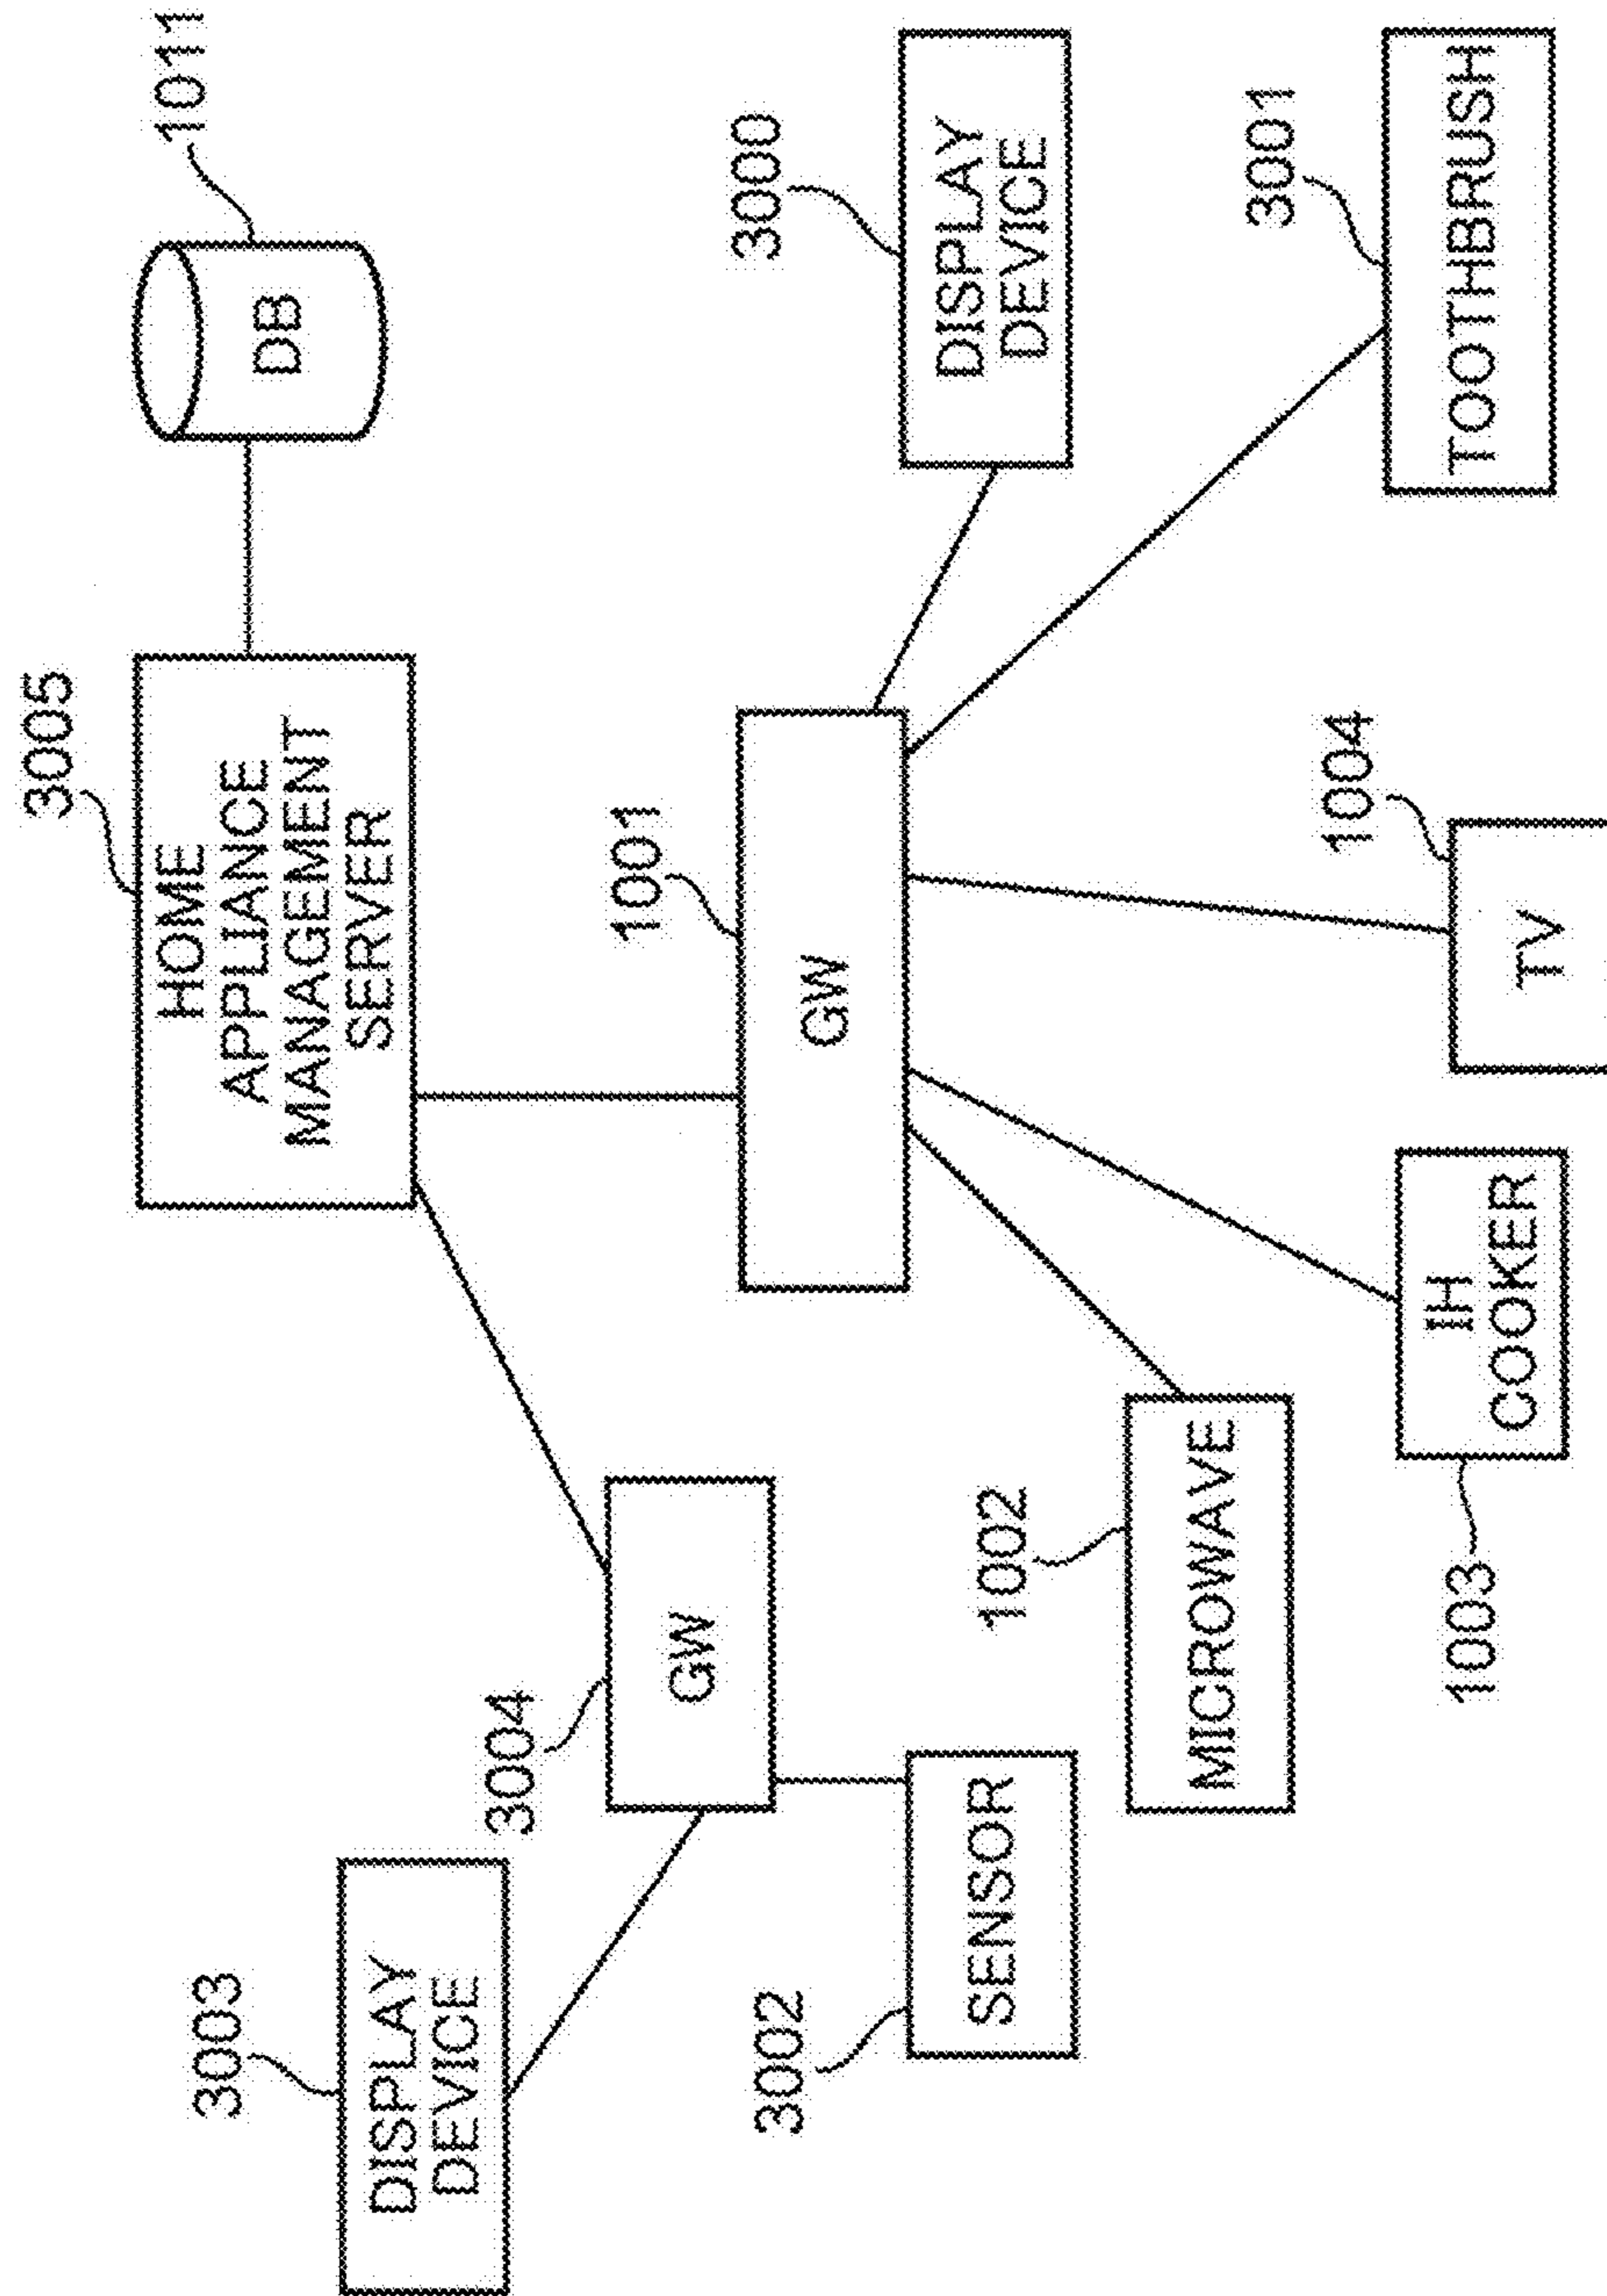 3005
HOME
APPLIANCE
MANAGEMENT
SERVER
1011
DB
3003
DISPLAY
DEVICE
3004
GW
1001
GW
3000
DISPLAY
DEVICE
3002
SENSOR
1002
MICROWAVE
1003
IH
COOKER
1004
TV
3001
TOOTHBRUSH